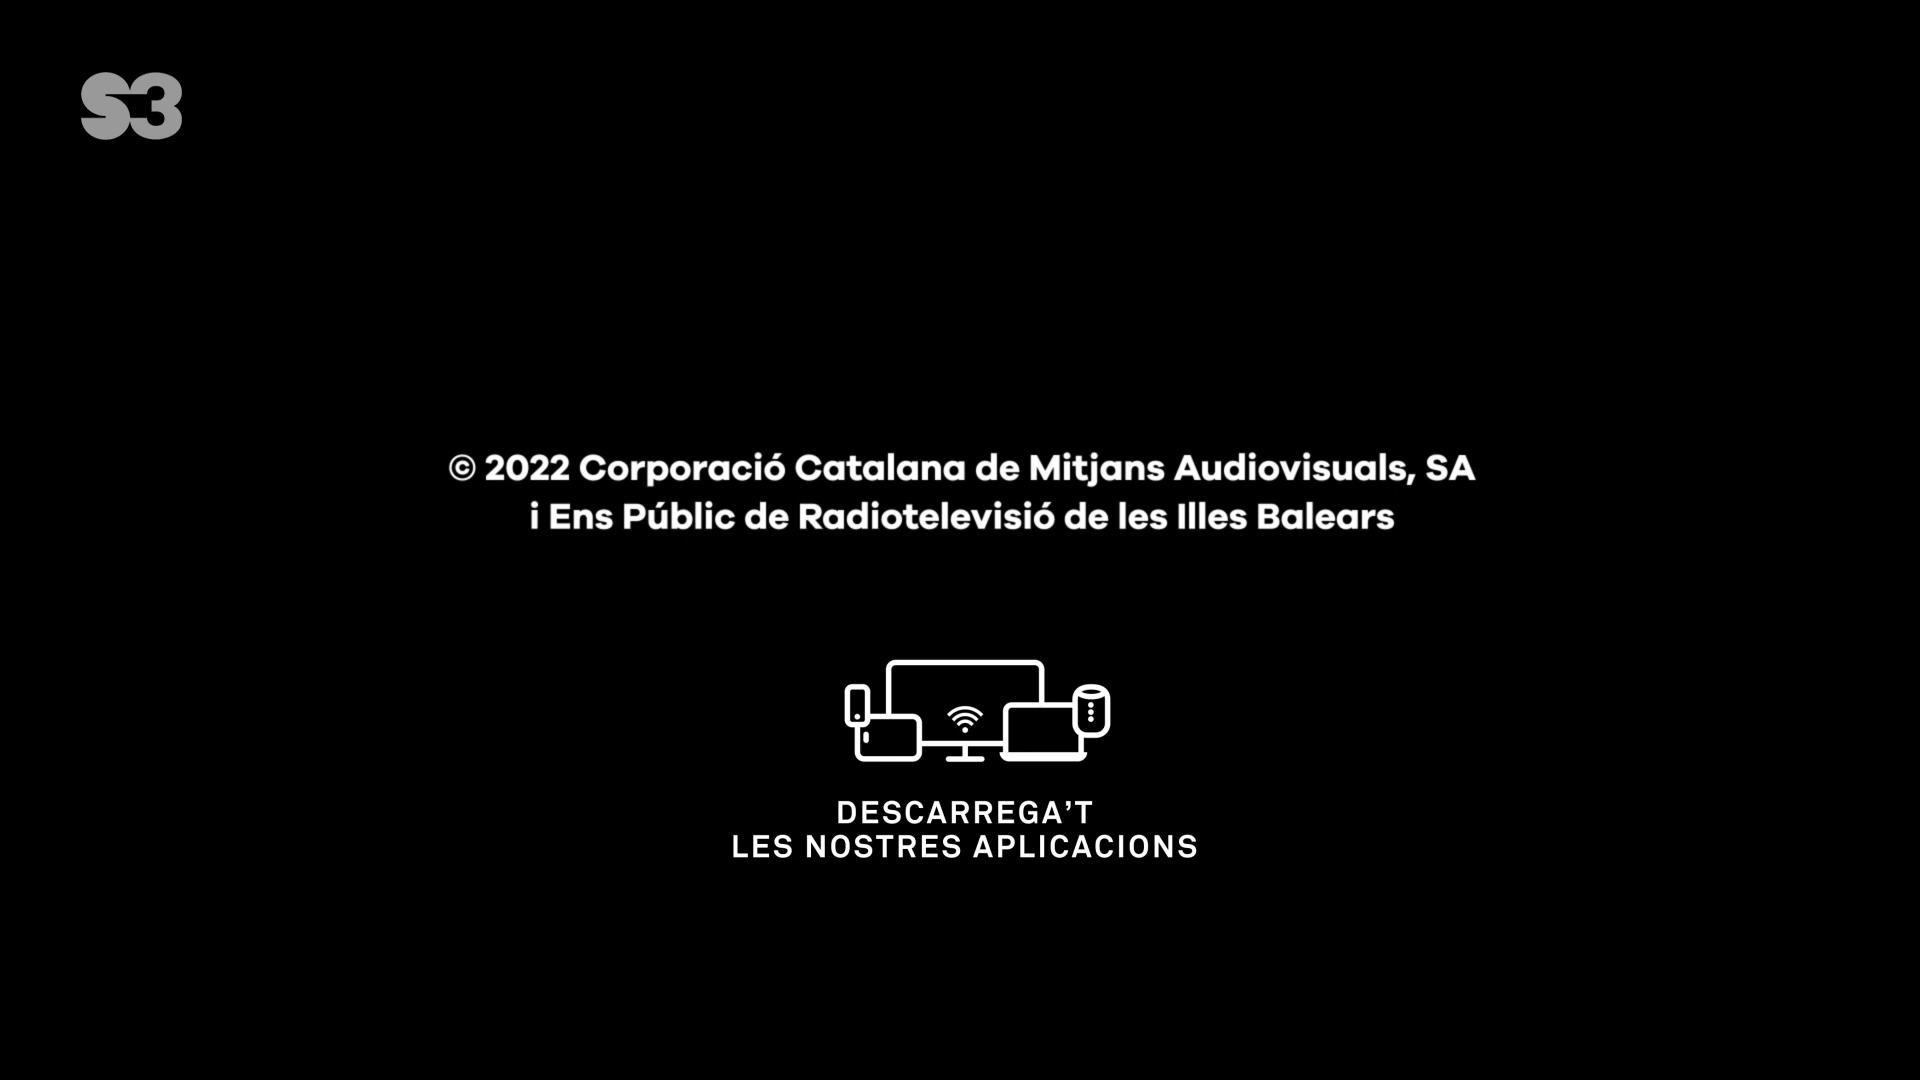 S3
© 2022 Corporació Catalana de Mitjans Audiovisuals, SA
i Ens Públic de Radiotelevisió de les Illes Balears
DESCARREGA’T
LES NOSTRES APLICACIONS